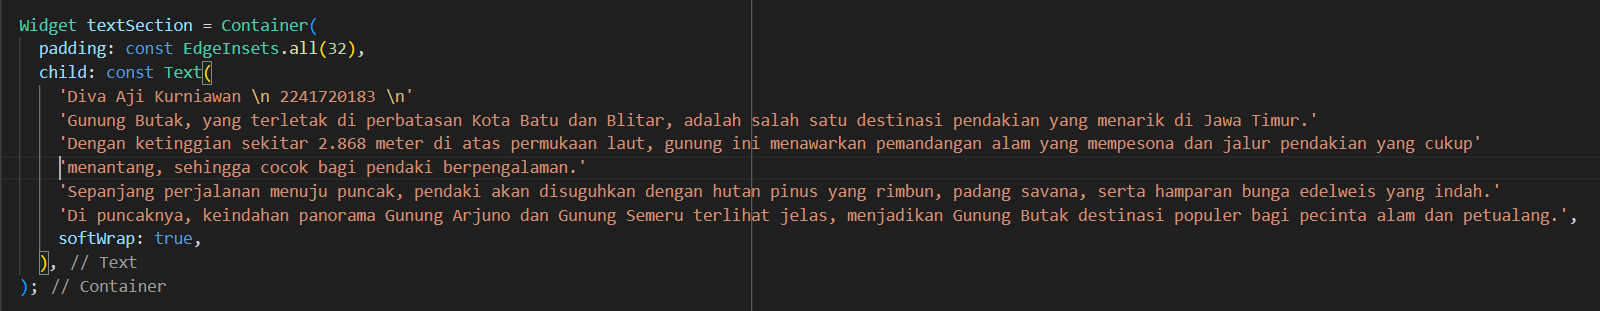 Widget textSection = Container(
  padding: const EdgeInsets.all(32),
  child: const Text(
    'Diva Aji Kurniawan \n 2241720183 \n'
    'Gunung Butak, yang terletak di perbatasan Kota Batu dan Blitar, adalah salah satu destinasi pendakian yang menarik di Jawa Timur.'
    'Dengan ketinggian sekitar 2.868 meter di atas permukaan laut, gunung ini menawarkan pemandangan alam yang mempesona dan jalur pendakian yang cukup'
    'menantang, sehingga cocok bagi pendaki berpengalaman.'
    'Sepanjang perjalanan menuju puncak, pendaki akan disuguhkan dengan hutan pinus yang rimbun, padang savana, serta hamparan bunga edelweis yang indah.'
    'Di puncaknya, keindahan panorama Gunung Arjuno dan Gunung Semeru terlihat jelas, menjadikan Gunung Butak destinasi populer bagi pecinta alam dan petualang.',
    softWrap: true,
  ), // Text
); // Container